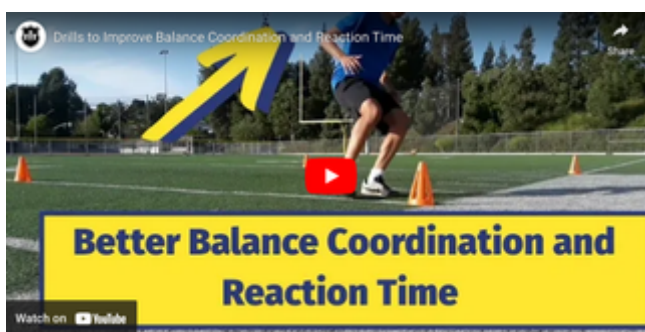 Drills to Improve Balance Coordination and Reaction Time
Share
Better Balance Coordination and
Reaction Time
Watch on YouTube